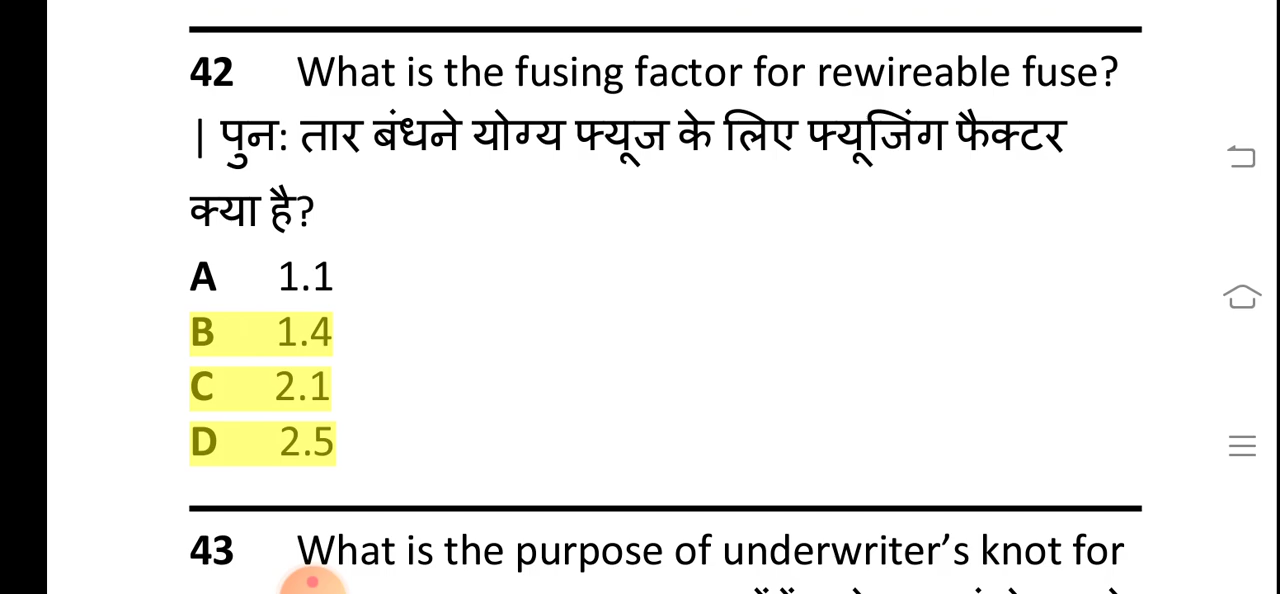 42 What is the fusing factor for rewireable fuse?
| पुन: तार बंधने योग्य फ्यूज के लिए फ्यूजिंग फैक्टर
क्या है?
A 1.1
B 1.4
C 2.1
D 2.5
43 What is the purpose of underwriter’s knot for